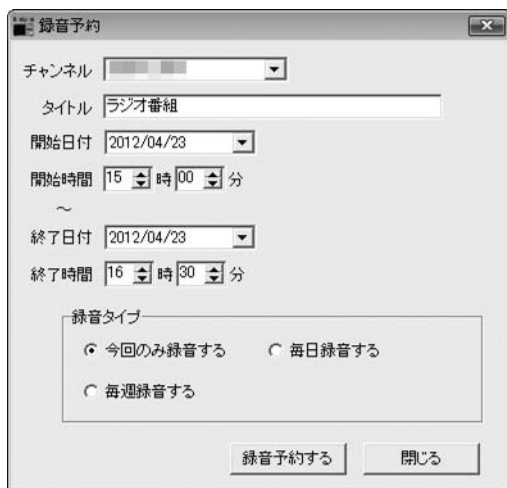 録音予約
チャンネル
タイトル ラジオ番組
開始日付 2012/04/23
開始時間 15 時 00 分
～
終了日付 2012/04/23
終了時間 16 時 30 分
録音タイプ
今回のみ録音する 毎日録音する
毎週録音する
録音予約する 閉じる